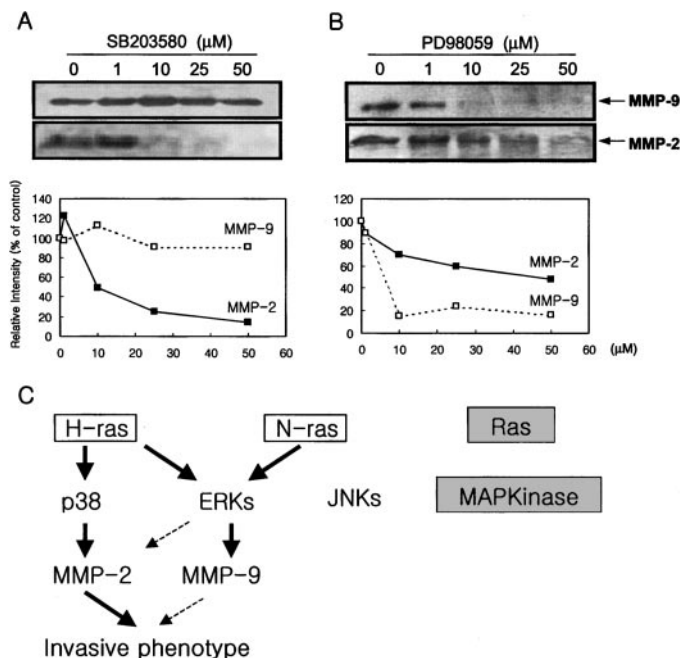 A
SB203580 (μM)
0 1 10 25 50
B
PD98059 (μM)
0 1 10 25 50
MMP-9
MMP-2
Relative Intensity (% of control)
140
120
100
80
60
40
20
0
MMP-9
MMP-2
0 10 20 30 40 50 60
120
100
80
60
40
20
0
MMP-2
MMP-9
0 10 20 30 40 50 60 (μM)
C
H-ras N-ras Ras
p38 ERKs JNKs MAPKinase
MMP-2 MMP-9
Invasive phenotype